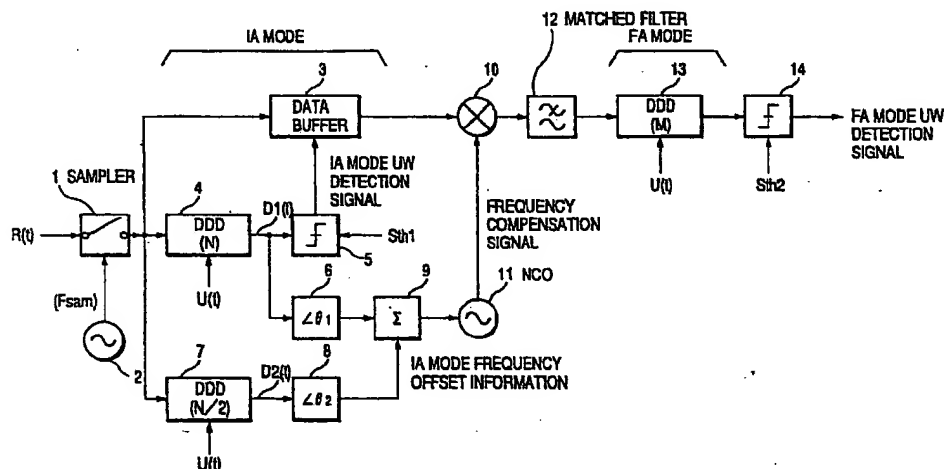 12 MATCHED FILTER
IA MODE
FA MODE
3
10
13
14
DATA
BUFFER
DDD
(M)
FA MODE UW
DETECTION
SIGNAL
IA MODE UW
DETECTION
SIGNAL
U(t)
Sth2
1 SAMPLER
4
D1(t)
R(t)
DDD
(N)
5
Sth1
FREQUENCY
COMPENSATION
SIGNAL
(Fsam)
U(t)
6
9
11 NCO
∠θ1
Σ
2
7
D2(t)
8
IA MODE FREQUENCY
OFFSET INFORMATION
DDD
(N/2)
∠θ2
U(t)